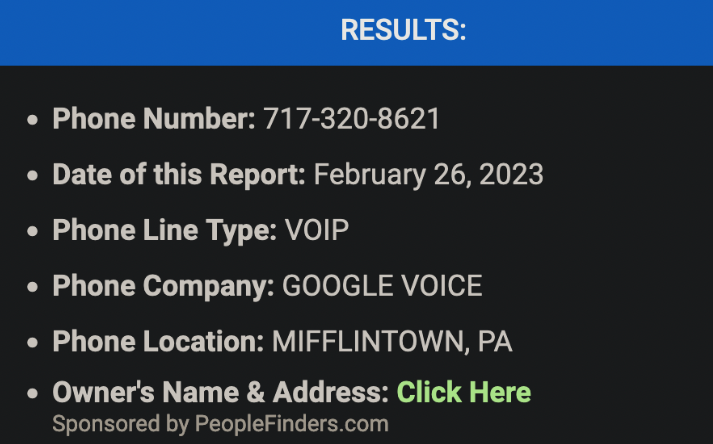 RESULTS:
• Phone Number: 717-320-8621
• Date of this Report: February 26, 2023
• Phone Line Type: VOIP
• Phone Company: GOOGLE VOICE
• Phone Location: MIFFLINTOWN, PA
• Owner's Name & Address: Click Here
Sponsored by PeopleFinders.com